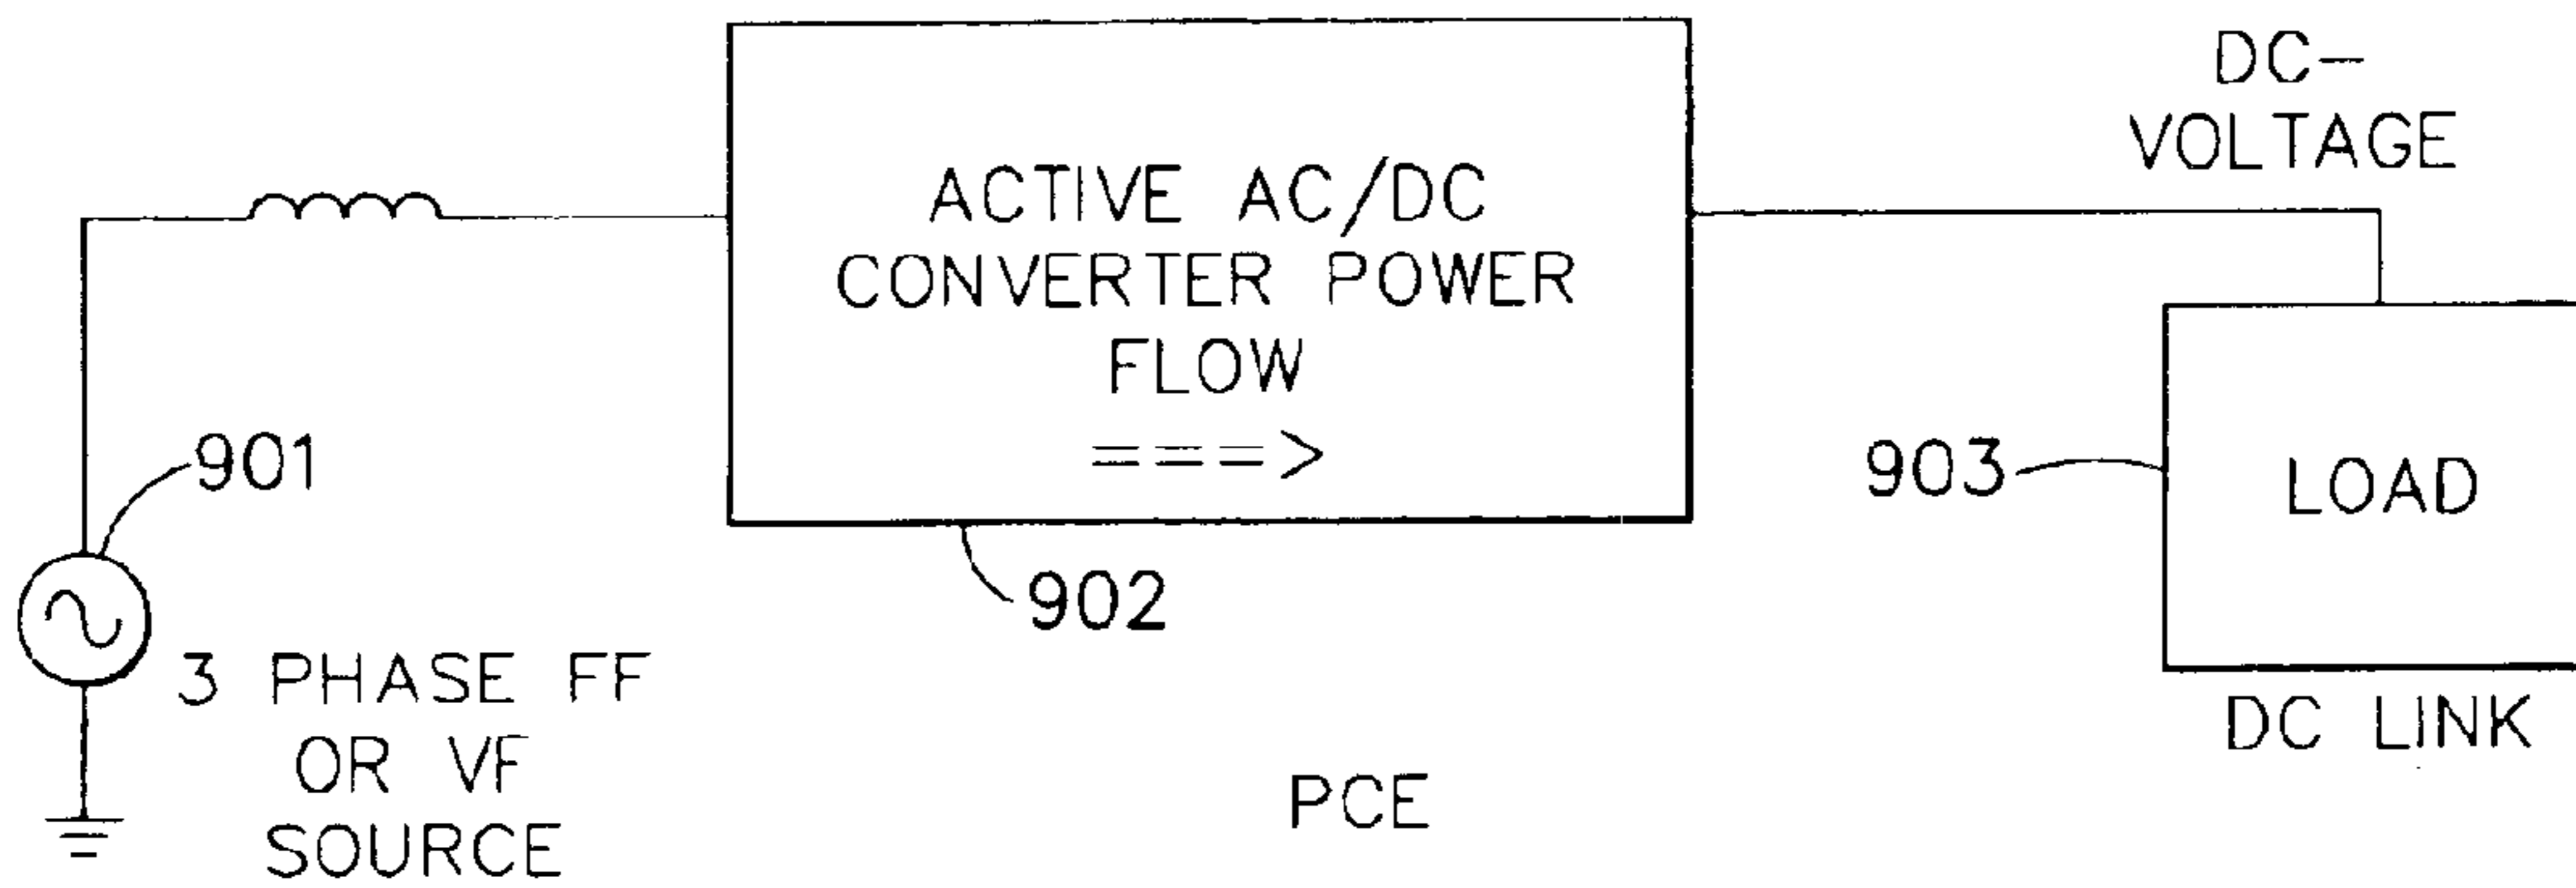 DC-
VOLTAGE
ACTIVE AC/DC
CONVERTER POWER
FLOW
===>
901
902
903
LOAD
3 PHASE FF
OR VF
SOURCE
DC LINK
PCE